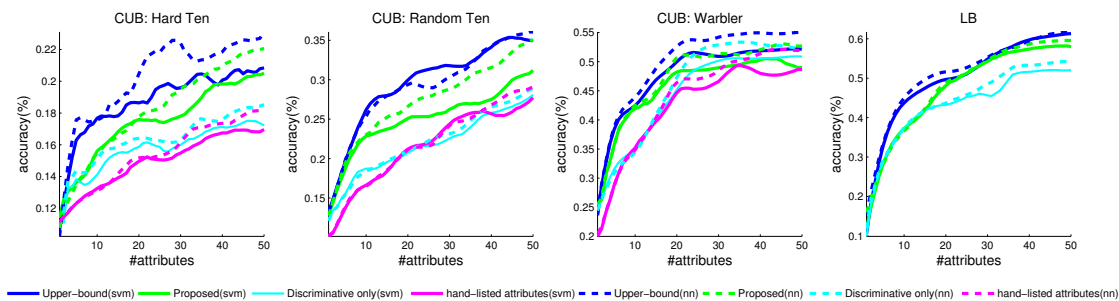 CUB: Hard Ten
CUB: Random Ten
CUB: Warbler
LB
accuracy(%)
0.22
0.2
0.18
0.16
0.14
0.12
10 20 30 40 50
#attributes
accuracy(%)
0.35
0.3
0.25
0.2
0.15
10 20 30 40 50
#attributes
accuracy(%)
0.55
0.5
0.45
0.4
0.35
0.3
0.25
0.2
10 20 30 40 50
#attributes
accuracy(%)
0.6
0.5
0.4
0.3
0.2
0.1
10 20 30 40 50
#attributes
Upper-bound(svm) Proposed(svm) Discriminative only(svm) hand-listed attributes(svm) Upper-bound(nn) Proposed(nn) Discriminative only(nn) hand-listed attributes(nn)